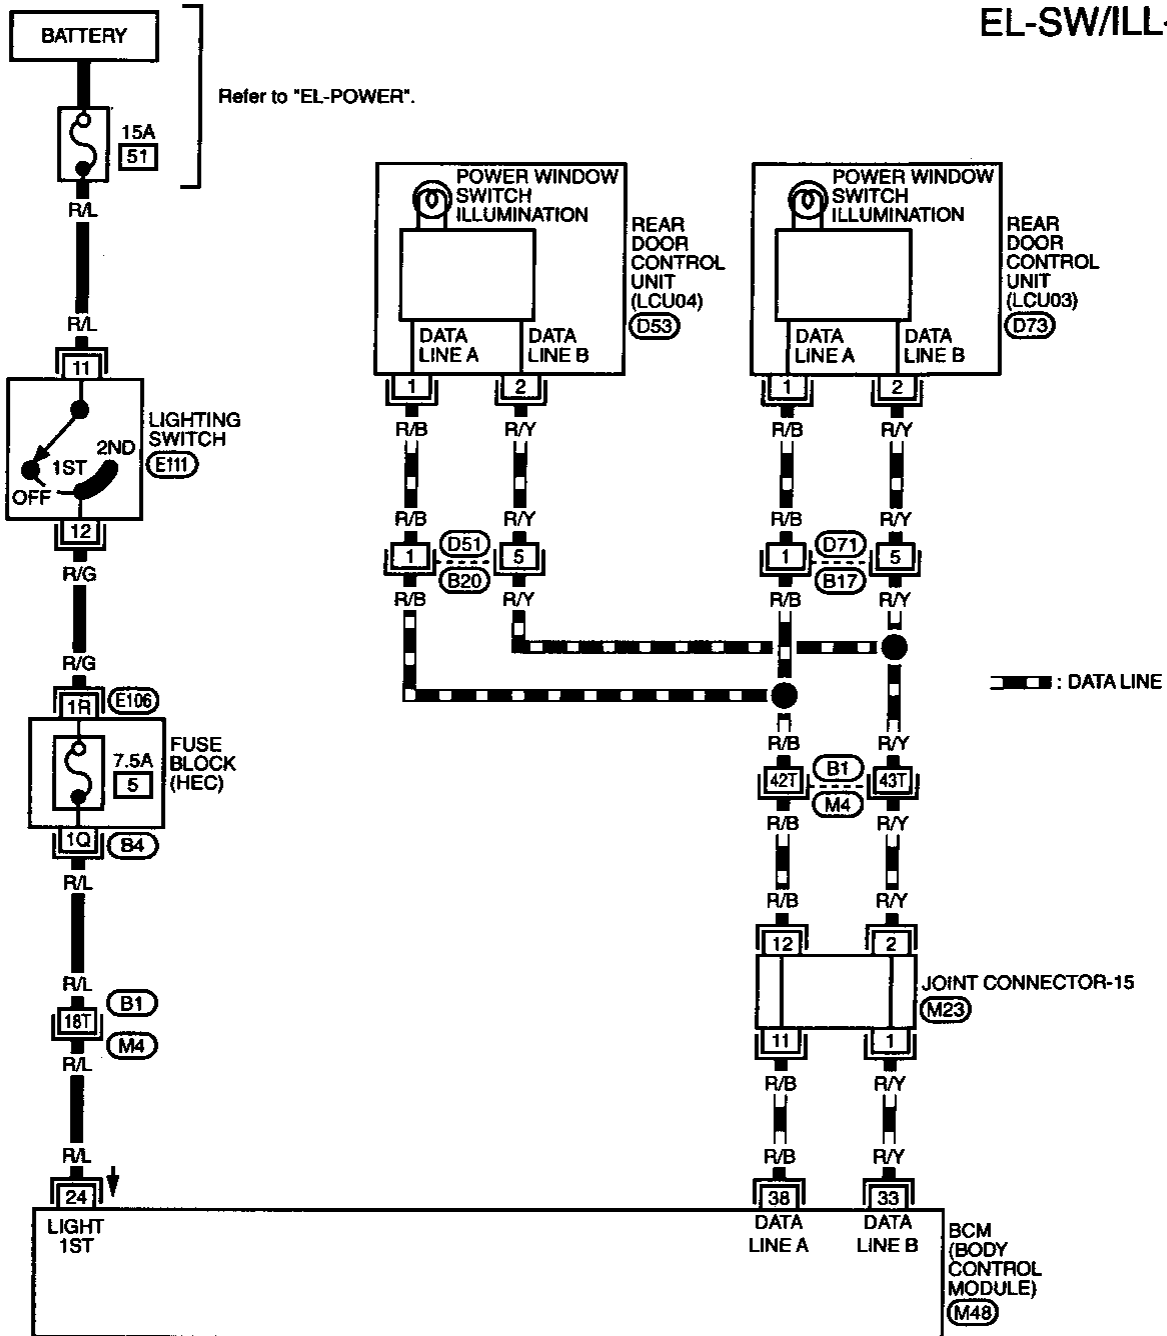 EL-SW/ILL-
BATTERY
Refer to "EL-POWER".
15A
51
R/L
R/L
11
LIGHTING
SWITCH
E111
2ND
1ST
OFF
12
R/G
R/G
1R
E106
7.5A
5
FUSE
BLOCK
(HEC)
1Q
B4
R/L
R/L
18T
B1
M4
R/L
R/L
24
LIGHT
1ST
POWER WINDOW
SWITCH
ILLUMINATION
REAR
DOOR
CONTROL
UNIT
(LCU04)
D53
DATA
LINE A
DATA
LINE B
1
2
R/B
R/Y
R/B
R/Y
1
D51
B20
5
R/B
R/Y
POWER WINDOW
SWITCH
ILLUMINATION
REAR
DOOR
CONTROL
UNIT
(LCU03)
D73
DATA
LINE A
DATA
LINE B
1
2
R/B
R/Y
R/B
R/Y
1
D71
B17
5
R/B
R/Y
: DATA LINE
R/B
R/Y
42T
B1
M4
43T
R/B
R/Y
R/B
R/Y
12
2
JOINT CONNECTOR-15
M23
11
1
R/B
R/Y
R/B
R/Y
38
33
DATA
LINE A
DATA
LINE B
BCM
(BODY
CONTROL
MODULE)
M48